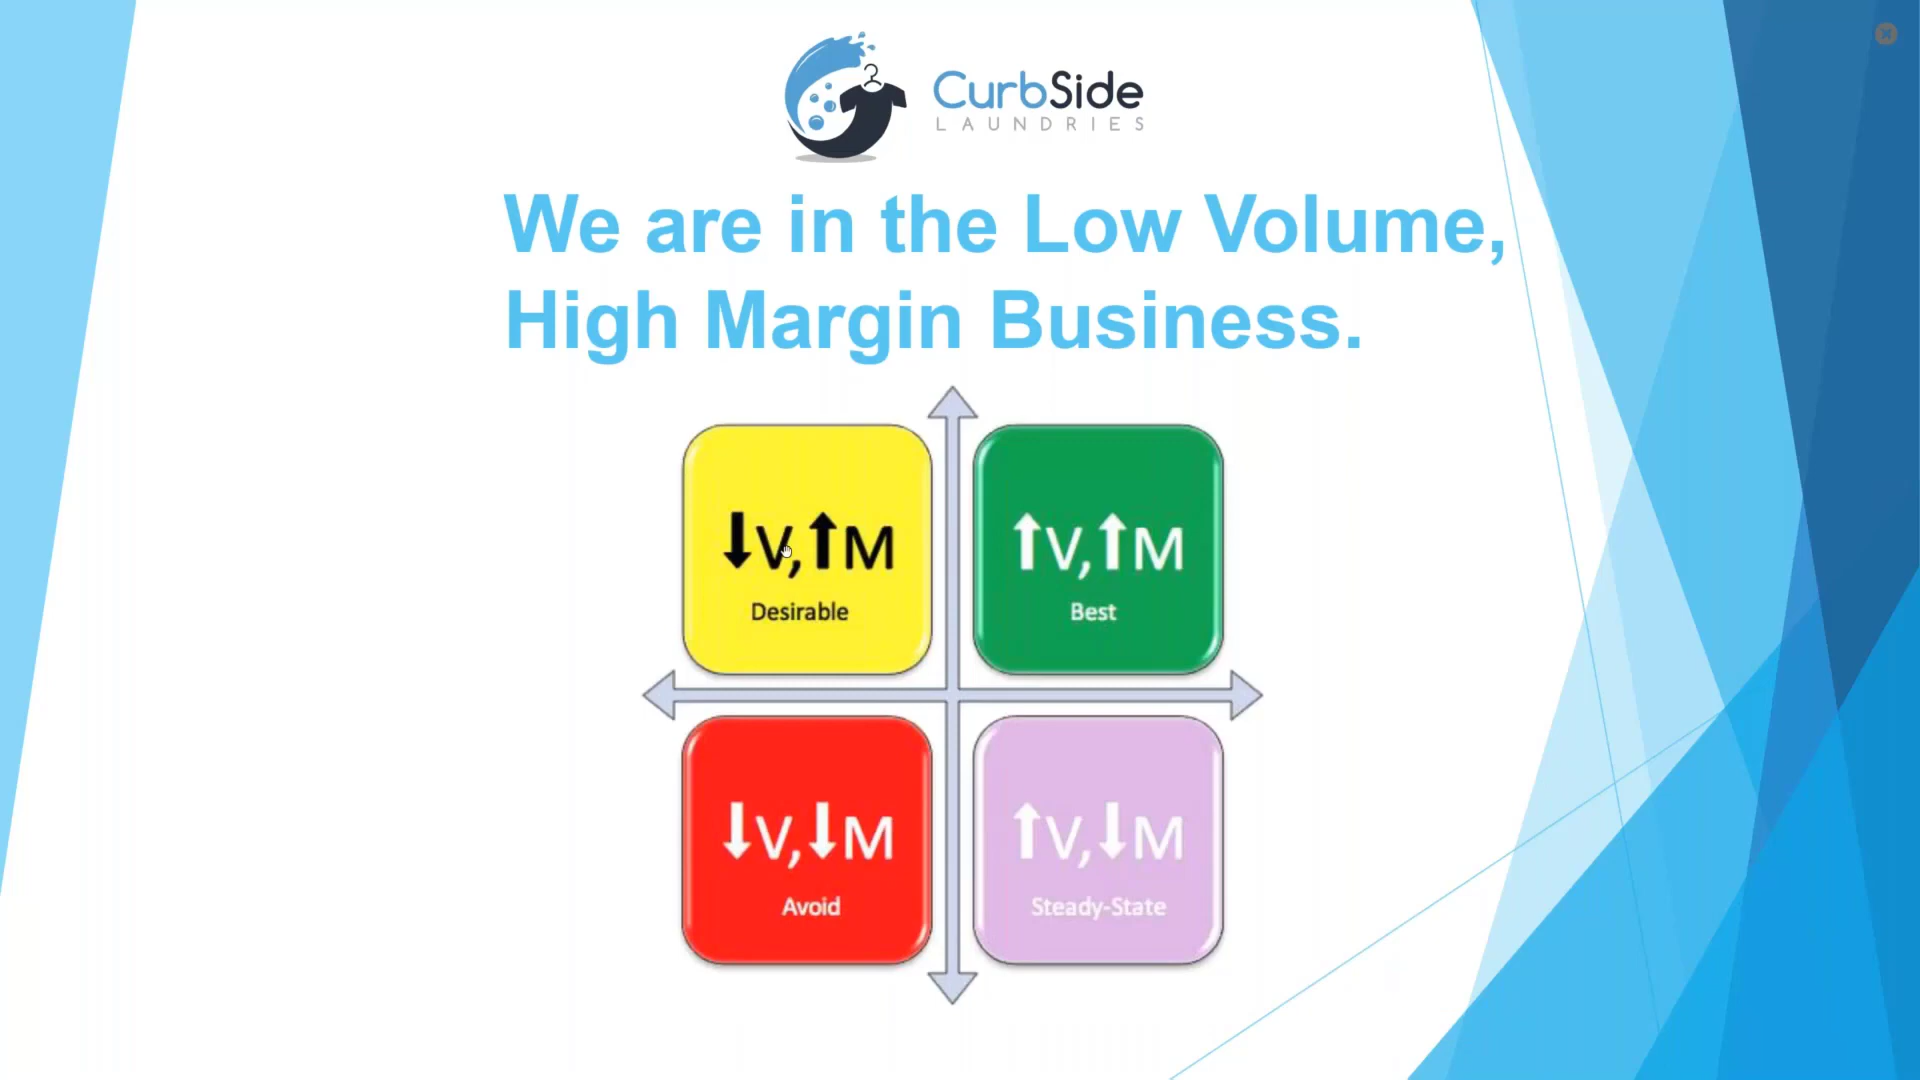 CurbSide
LAUNDRIES
We are in the Low Volume,
High Margin Business.
↓V,↑M
Desirable
↑V,↑M
Best
↓V,↓M
Avoid
↑V,↓M
Steady-State